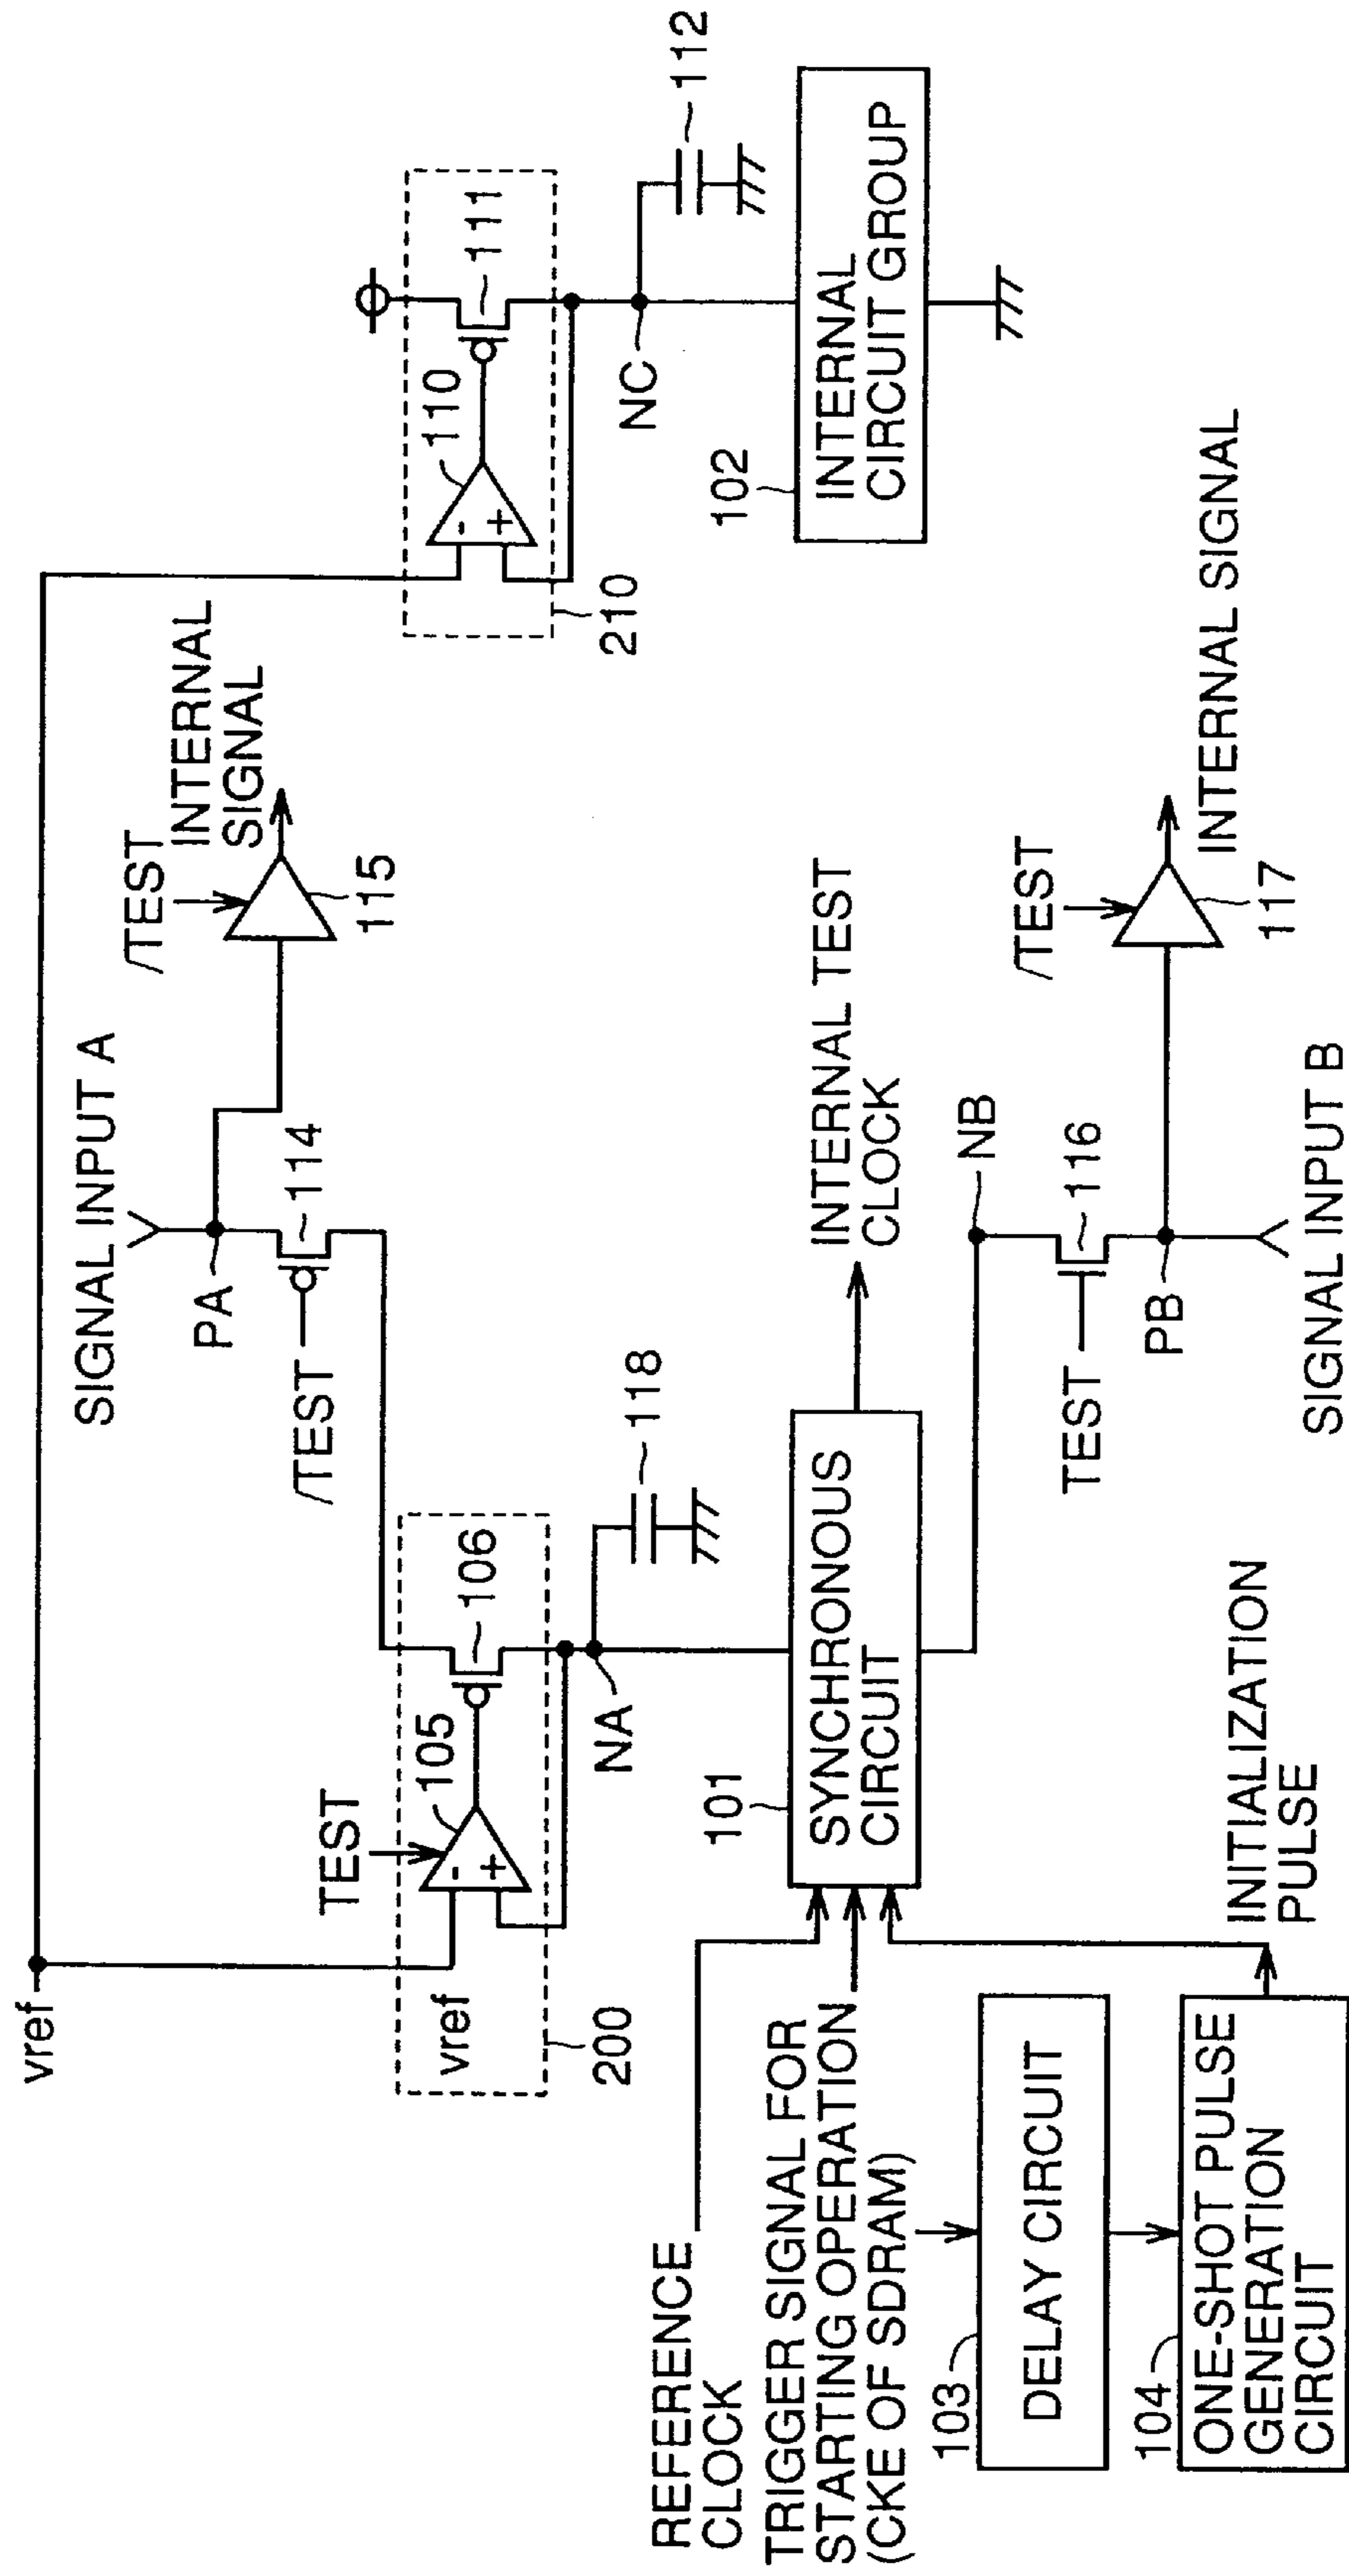 vref
SIGNAL INPUT A
/TEST
INTERNAL
SIGNAL
PA
114
115
/TEST
TEST
105
106
-
+
vref
200
NA
118
110
111
-
+
210
NC
112
102
INTERNAL
CIRCUIT GROUP
REFERENCE
CLOCK
TRIGGER SIGNAL FOR
STARTING OPERATION
(CKE OF SDRAM)
101
SYNCHRONOUS
CIRCUIT
INTERNAL TEST
CLOCK
NB
TEST
116
PB
/TEST
117
INTERNAL SIGNAL
SIGNAL INPUT B
103
DELAY CIRCUIT
104
ONE-SHOT PULSE
GENERATION
CIRCUIT
INITIALIZATION
PULSE